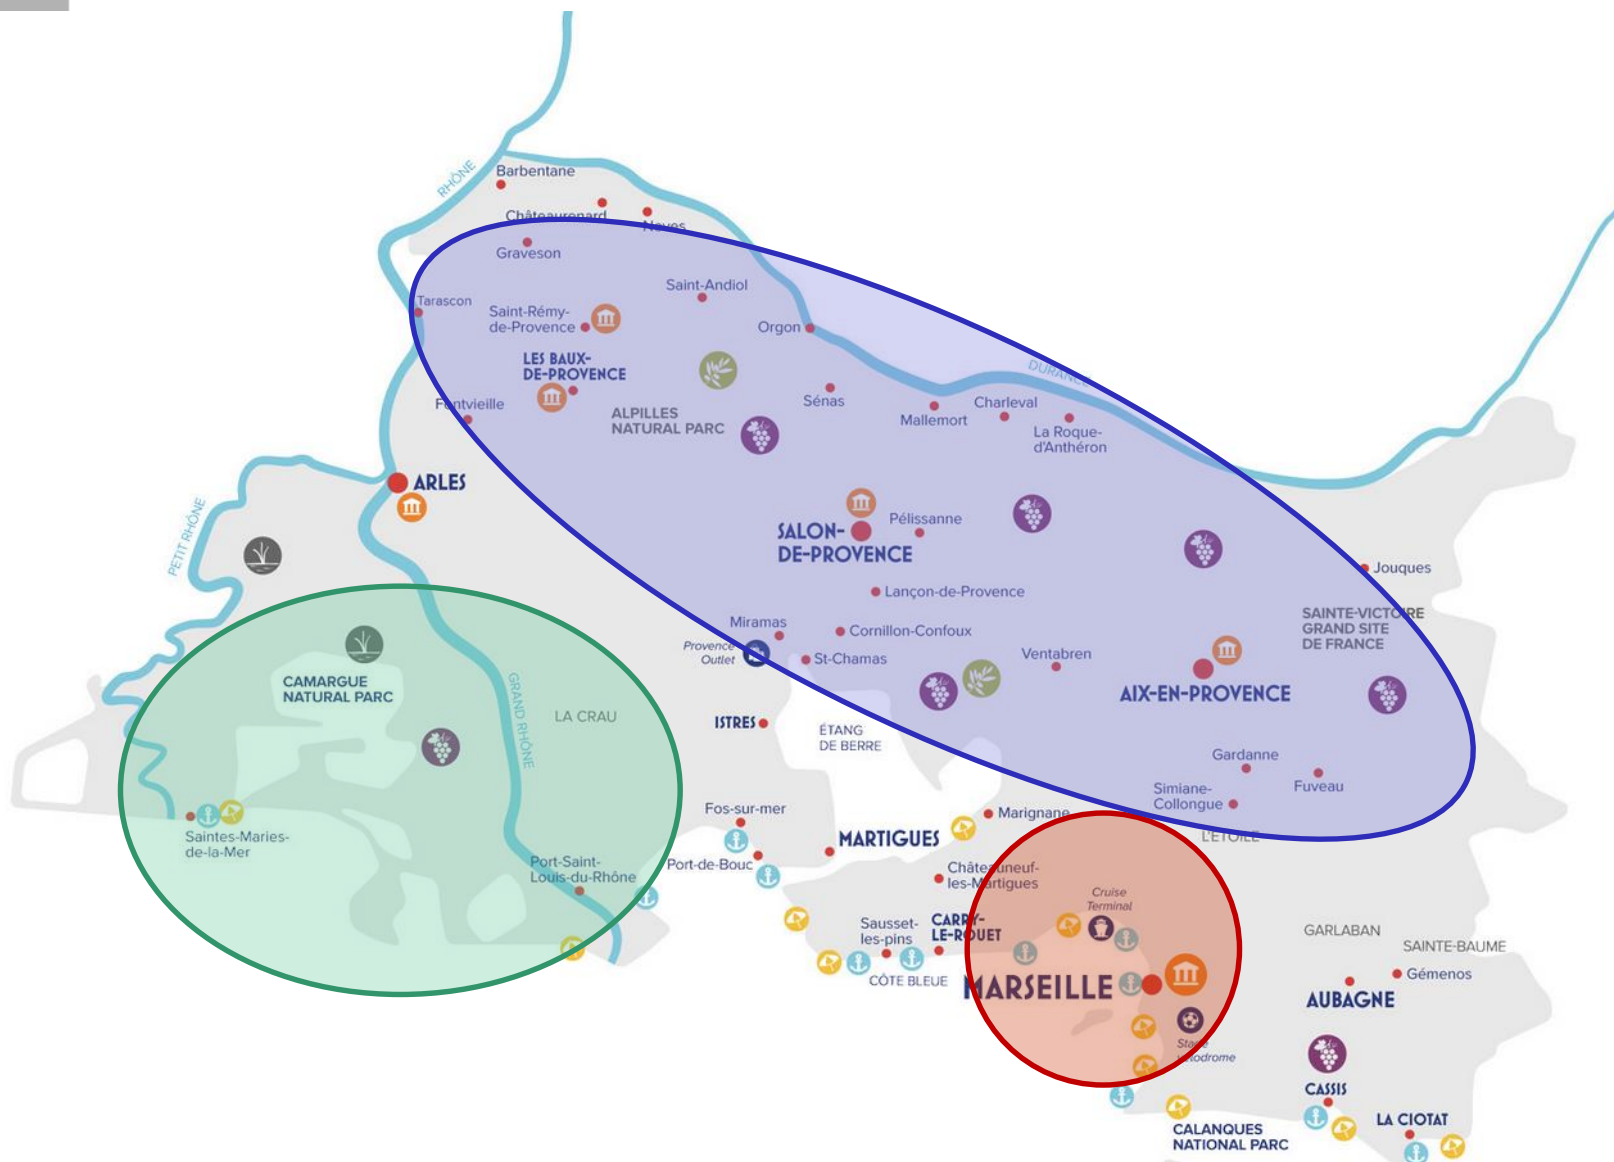 RHÔNE
Barbentane
Châteaurenard
Noves
Graveson
Tarascon
Saint-Rémy-
de-Provence
Saint-Andiol
Orgon
LES BAUX-
DE-PROVENCE
DURANCE
Fontvieille
ALPILLES
NATURAL PARC
Sénas
Mallemort
Charleval
La Roque-
d'Anthéron
ARLES
PETIT RHÔNE
SALON-
DE-PROVENCE
Pélissanne
Jouques
Lançon-de-Provence
SAINTE-VICTOIRE
GRAND SITE
DE FRANCE
Miramas
Cornillon-Confoux
Provence
Outlet
St-Chamas
Ventabren
CAMARGUE
NATURAL PARC
AIX-EN-PROVENCE
GRAND RHÔNE
LA CRAU
ISTRES
ÉTANG
DE BERRE
Gardanne
Fuveau
Simiane-
Collongue
Fos-sur-mer
Marignane
MARTIGUES
L'ÉTOILE
Saintes-Maries-
de-la-Mer
Port-Saint-
Louis-du-Rhône
Port-de-Bouc
Châteauneuf-
les-Martigues
Cruise
Terminal
Sausset-
les-pins
CARRY-
LE-ROUET
GARLABAN
SAINTE-BAUME
CÔTE BLEUE
MARSEILLE
Gémenos
AUBAGNE
Stade
Vélodrome
CASSIS
LA CIOTAT
CALANQUES
NATIONAL PARC